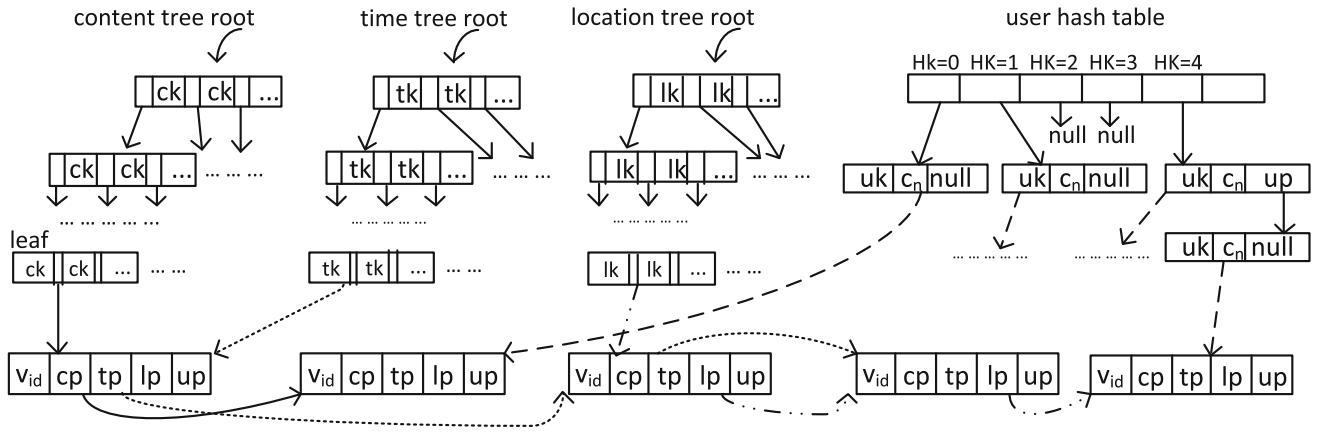 content tree root time tree root location tree root user hash table
Hk=0 HK=1 HK=2 HK=3 HK=4
ck ck ... tk tk ... lk lk ...
null null
ck ck ... ... ... ... tk tk ... ... ... ... lk lk ... ... ... ...
uk cn null uk cn null uk cn up
... ... ... ... ... ... ... ... ... ... ... ... ... ...
leaf
... ... ... ... ... ... ... ... ... ...
uk cn null
ck ck ... ... ... tk tk ... ... ... lk lk ... ... ...
vid cp tp lp up vid cp tp lp up vid cp tp lp up vid cp tp lp up vid cp tp lp up